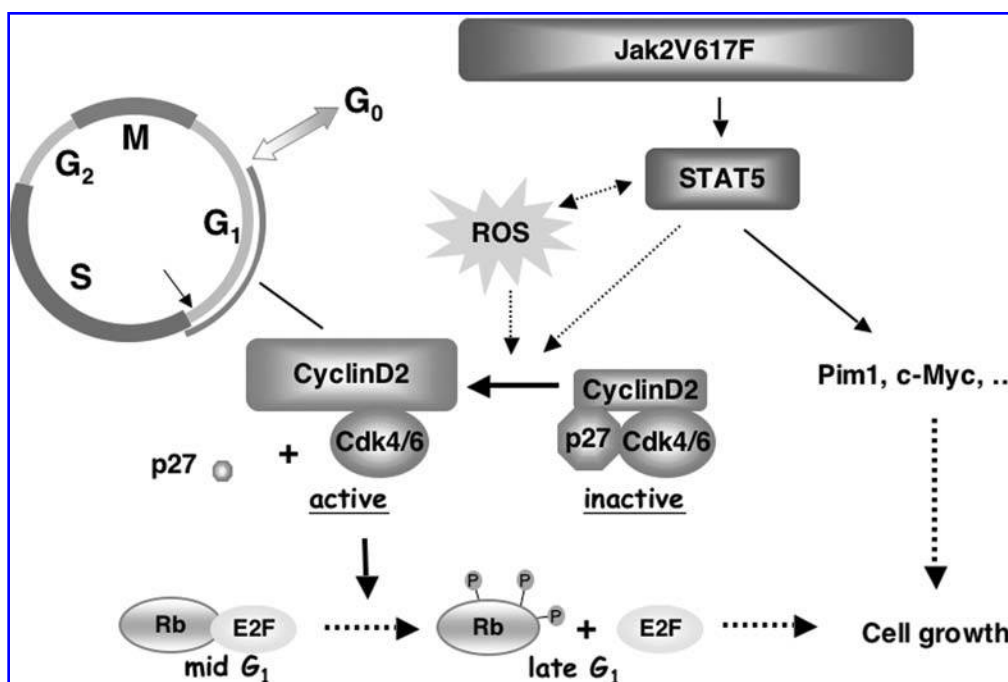 Jak2V617F
G0
M
G2
G1
S
STAT5
ROS
CyclinD2
Cdk4/6
p27
+
active
CyclinD2
p27
Cdk4/6
inactive
Pim1, c-Myc, ..
Rb
E2F
mid G1
P
P
P
Rb
+
E2F
late G1
Cell growth